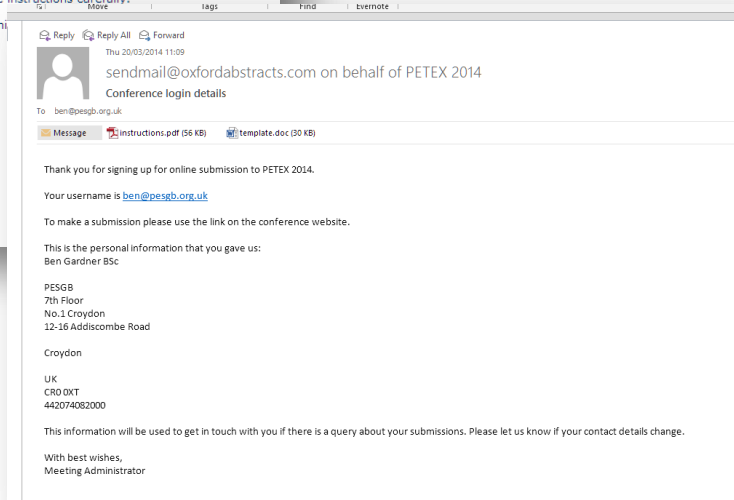 instructions carefully!
Move Tags Find Evernote
Reply Reply All Forward
Thu 20/03/2014 11:09
sendmail@oxfordabstracts.com on behalf of PETEX 2014
Conference login details
To ben@pesgb.org.uk
Message instructions.pdf (56 KB) template.doc (30 KB)
Thank you for signing up for online submission to PETEX 2014.
Your username is ben@pesgb.org.uk
To make a submission please use the link on the conference website.
This is the personal information that you gave us:
Ben Gardner BSc
PESGB
7th Floor
No.1 Croydon
12-16 Addiscombe Road
Croydon
UK
CR0 0XT
442074082000
This information will be used to get in touch with you if there is a query about your submissions. Please let us know if your contact details change.
With best wishes,
Meeting Administrator